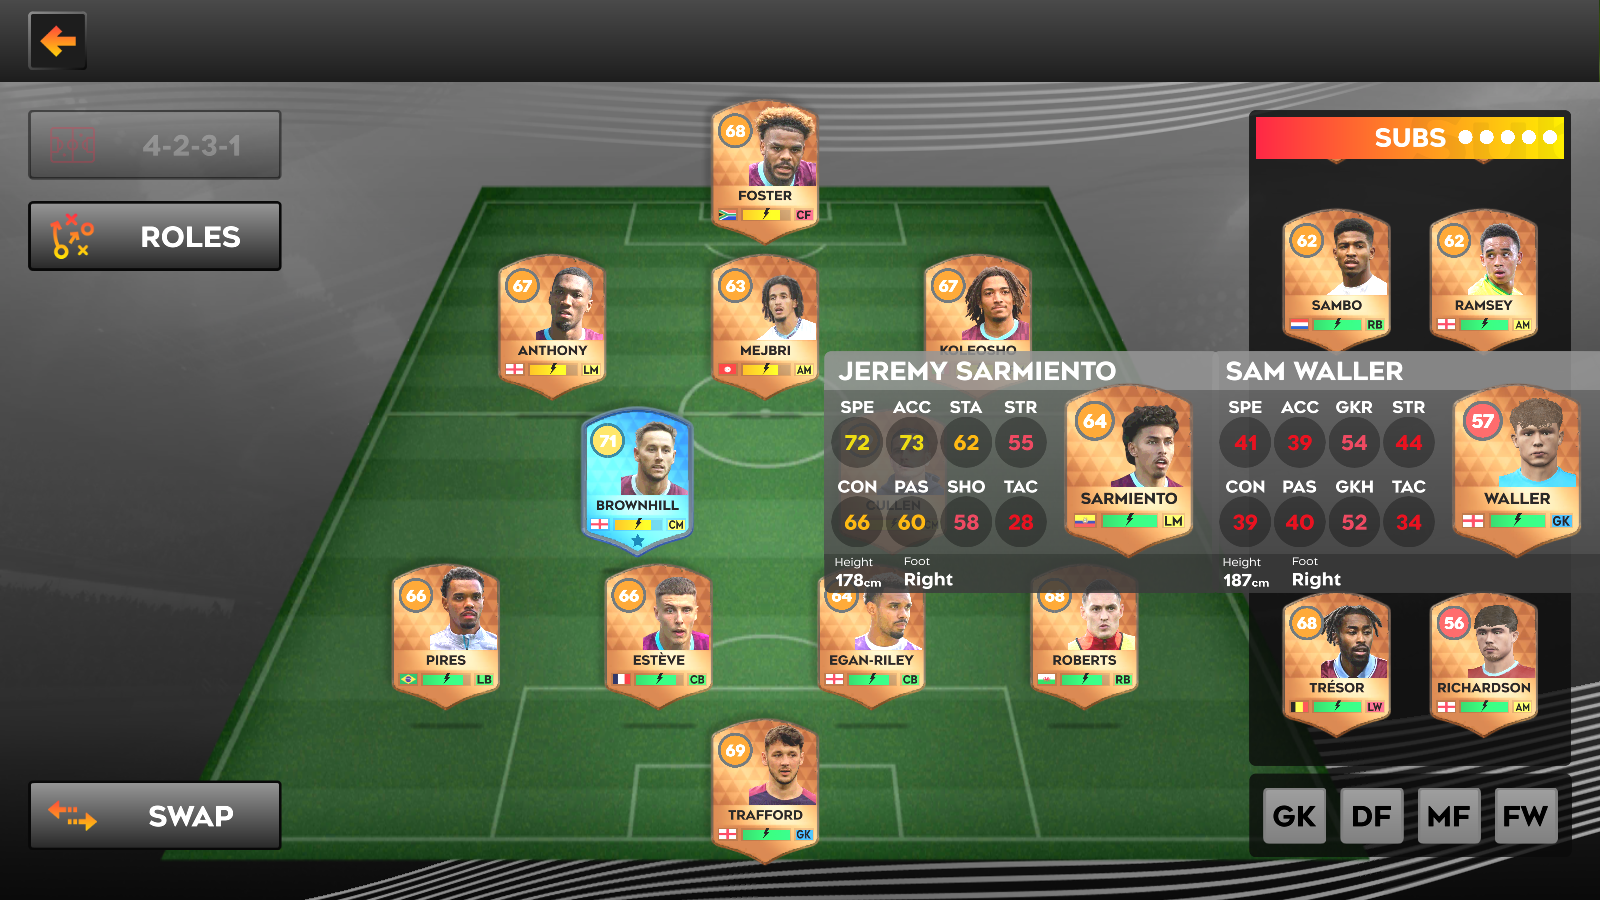 4-2-3-1
ROLES
SWAP
68
FOSTER
CF
67
ANTHONY
LM
63
MEJBRI
AM
67
KOLEOSHO
71
BROWNHILL
CM
CULLEN
CM
66
PIRES
LB
66
ESTÈVE
CB
64
EGAN-RILEY
CB
68
ROBERTS
RB
69
TRAFFORD
GK
SUBS
62
SAMBO
RB
62
RAMSEY
AM
JEREMY SARMIENTO
SPE ACC STA STR
72 73 62 55
CON PAS SHO TAC
66 60 58 28
Height Foot
178cm Right
64
SARMIENTO
LM
SAM WALLER
SPE ACC GKR STR
41 39 54 44
CON PAS GKH TAC
39 40 52 34
Height Foot
187cm Right
57
WALLER
GK
68
TRÉSOR
LW
56
RICHARDSON
AM
GK DF MF FW